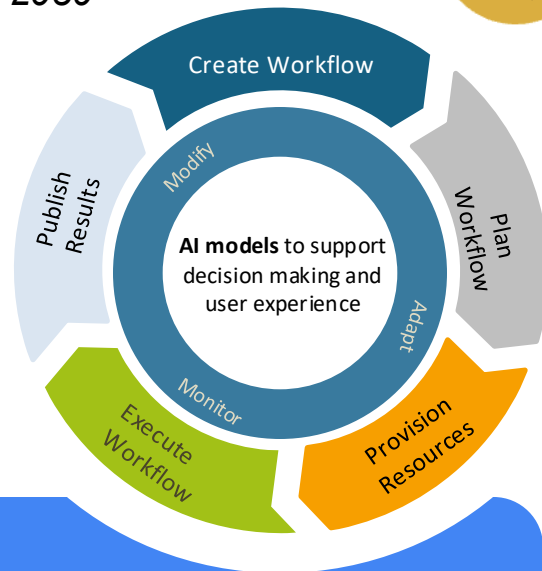 Create Workflow
Plan
Workflow
Provision
Resources
Execute
Workflow
Publish
Results
Modify
Adapt
Monitor
AI models to support
decision making and
user experience